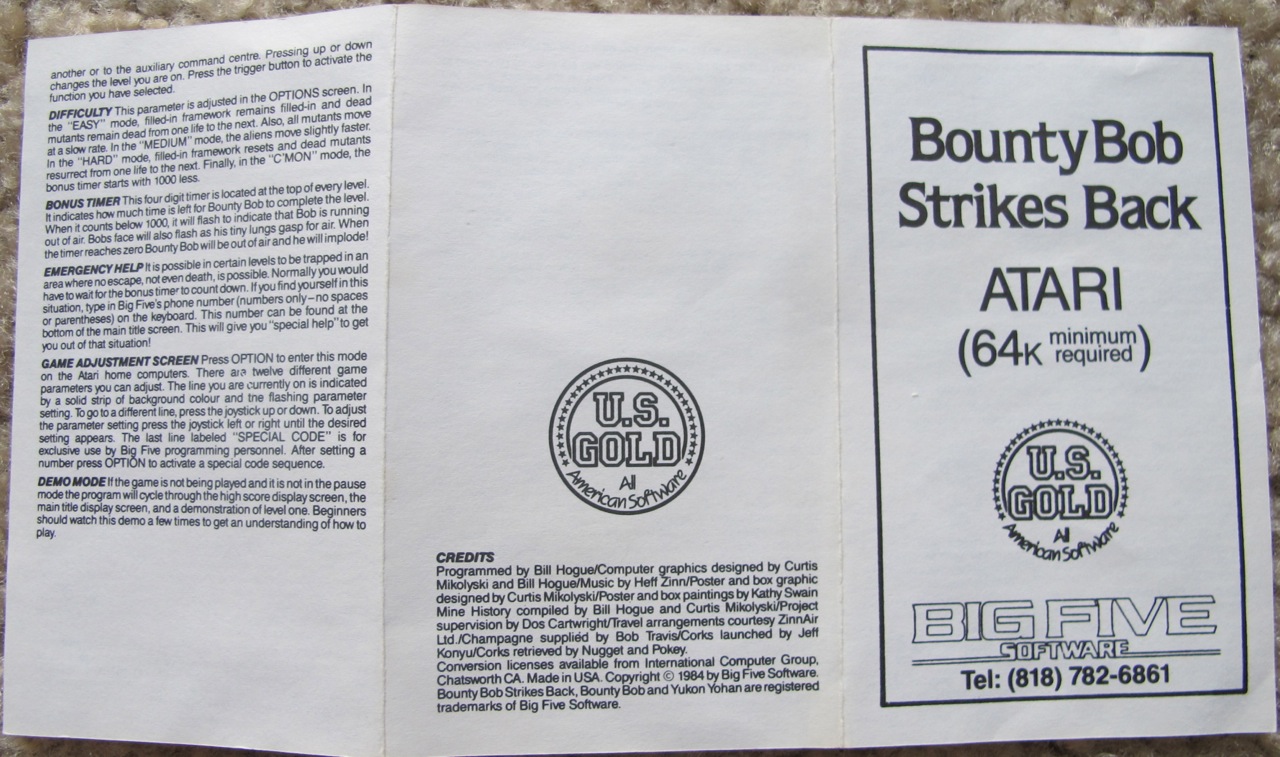 another or to the auxiliary command centre. Pressing up or down
changes the level you are on. Press the trigger button to activate the
function you have selected.
DIFFICULTY This parameter is adjusted in the OPTIONS screen. In
the "EASY" mode, filled-in framework remains filled-in and dead
mutants remain dead from one life to the next. Also, all mutants move
at a slow rate. In the "MEDIUM" mode, the aliens move slightly faster.
In the "HARD" mode, filled-in framework resets and dead mutants
resurrect from one life to the next. Finally, in the "C'MON" mode, the
bonus timer starts with 1000 less.
BONUS TIMER This four digit timer is located at the top of every level.
It indicates how much time is left for Bounty Bob to complete the level.
When it counts below 1000, it will flash to indicate that Bob is running
out of air. Bobs face will also flash as his tiny lungs gasp for air. When
the timer reaches zero Bounty Bob will be out of air and he will implode!
EMERGENCY HELP It is possible in certain levels to be trapped in an
area where no escape, not even death, is possible. Normally you would
have to wait for the bonus timer to count down. If you find yourself in this
situation, type in Big Five's phone number (numbers only – no spaces
or parentheses) on the keyboard. This number can be found at the
bottom of the main title screen. This will give you "special help" to get
you out of that situation!
GAME ADJUSTMENT SCREEN Press OPTION to enter this mode
on the Atari home computers. There are twelve different game
parameters you can adjust. The line you are currently on is indicated
by a solid strip of background colour and the flashing parameter
setting. To go to a different line, press the joystick up or down. To adjust
the parameter setting press the joystick left or right until the desired
setting appears. The last line labeled "SPECIAL CODE" is for
exclusive use by Big Five programming personnel. After setting a
number press OPTION to activate a special code sequence.
DEMO MODE If the game is not being played and it is not in the pause
mode the program will cycle through the high score display screen, the
main title display screen, and a demonstration of level one. Beginners
should watch this demo a few times to get an understanding of how to
play.
U.S.
GOLD
All
American Software
CREDITS
Programmed by Bill Hogue/Computer graphics designed by Curtis
Mikolyski and Bill Hogue/Music by Heff Zinn/Poster and box graphic
designed by Curtis Mikolyski/Poster and box paintings by Kathy Swain
Mine History compiled by Bill Hogue and Curtis Mikolyski/Project
supervision by Dos Cartwright/Travel arrangements courtesy ZinnAir
Ltd./Champagne supplied by Bob Travis/Corks launched by Jeff
Konyu/Corks retrieved by Nugget and Pokey.
Conversion licenses available from International Computer Group,
Chatsworth CA. Made in USA. Copyright © 1984 by Big Five Software.
Bounty Bob Strikes Back, Bounty Bob and Yukon Yohan are registered
trademarks of Big Five Software.
Bounty Bob
Strikes Back
ATARI
(64K minimum required)
U.S.
GOLD
All
American Software
BIG FIVE
SOFTWARE
Tel: (818) 782-6861